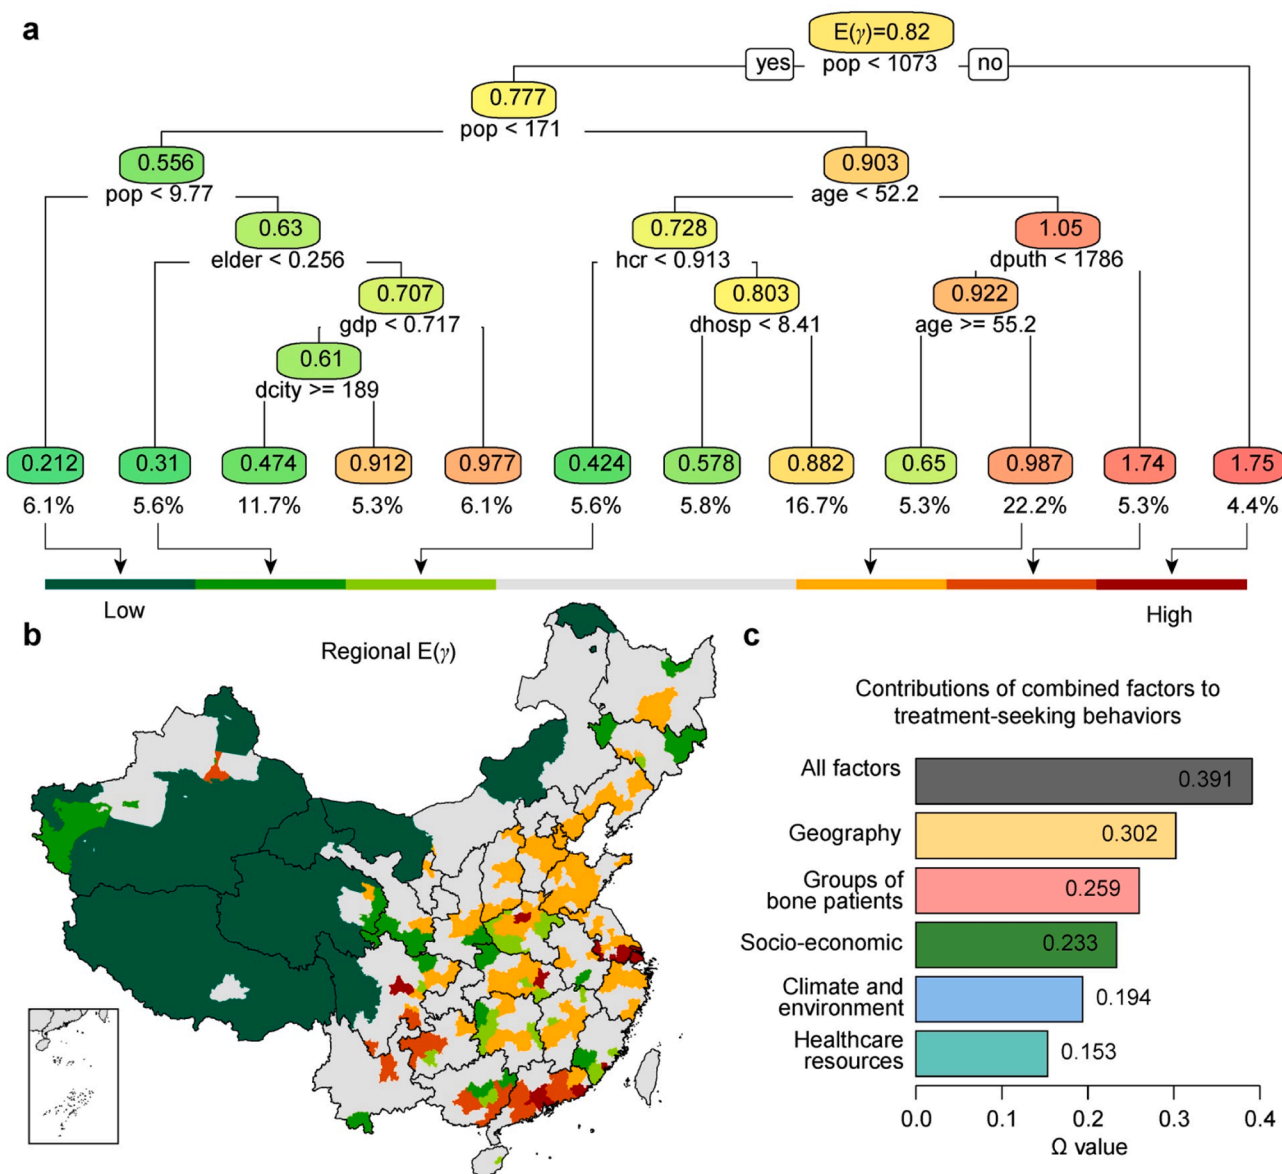 a
E(γ)=0.82
yes
pop < 1073
no
0.777
pop < 171
0.556
pop < 9.77
0.903
age < 52.2
0.63
elder < 0.256
0.728
hcr < 0.913
1.05
dputh < 1786
0.707
gdp < 0.717
0.803
dhosp < 8.41
0.922
age >= 55.2
0.61
dcity >= 189
0.212 0.31 0.474 0.912 0.977 0.424 0.578 0.882 0.65 0.987 1.74 1.75
6.1% 5.6% 11.7% 5.3% 6.1% 5.6% 5.8% 16.7% 5.3% 22.2% 5.3% 4.4%
Low
High
b
Regional E(γ)
c
Contributions of combined factors to
treatment-seeking behaviors
All factors
0.391
Geography
0.302
Groups of
bone patients
0.259
Socio-economic
0.233
Climate and
environment
0.194
Healthcare
resources
0.153
0.0 0.1 0.2 0.3 0.4
Ω value